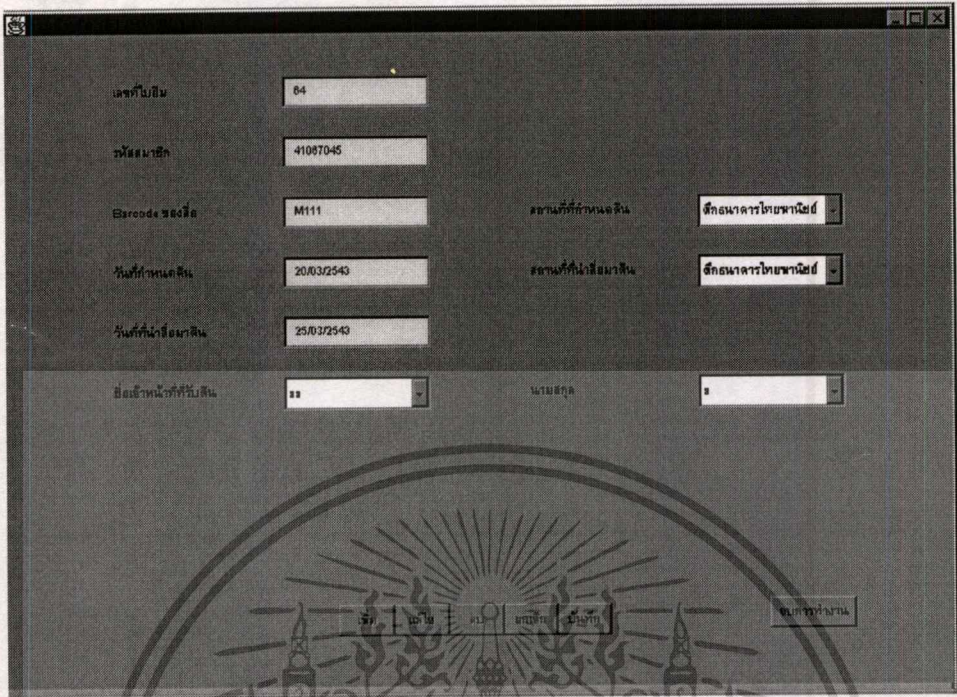 เลขที่ใบยืม 64
รหัสสมาชิก 41067045
Barcode ของสื่อ M111 สถานที่ที่กำหนดคืน ตึกธนาคารไทยพานิชย์
วันที่กำหนดคืน 20/03/2543 สถานที่ที่นำสื่อมาคืน ตึกธนาคารไทยพานิชย์
วันที่ที่นำสื่อมาคืน 25/03/2543
ชื่อเจ้าหน้าที่ที่รับคืน นามสกุล
แก้ไข ลบ ยกเลิก บันทึก จบการทำงาน